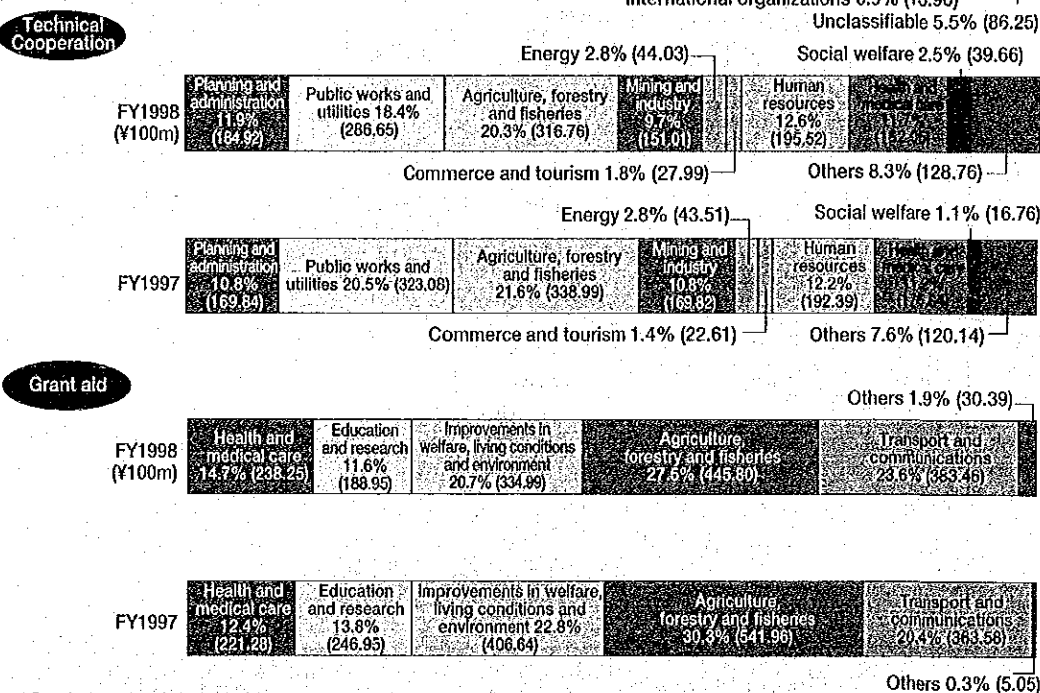 Unclassifiable 5.5% (86.25)
Technical
Cooperation
Energy 2.8% (44.03)
Social welfare 2.5% (39.66)
FY1998
(¥100m)
Planning and
administration
11.9%
(164.92)
Public works and
utilities 18.4%
(286.65)
Agriculture, forestry
and fisheries
20.3% (316.76)
Mining and
industry
9.7%
(151.01)
Human
resources
12.6%
(195.52)
Health and
medical care
Commerce and tourism 1.8% (27.99)
Others 8.3% (128.76)
Energy 2.8% (43.51)
Social welfare 1.1% (16.76)
FY1997
Planning and
administration
10.8%
(169.84)
Public works and
utilities 20.5% (323.08)
Agriculture, forestry
and fisheries
21.6% (338.99)
Mining and
industry
10.8%
(169.82)
Human
resources
12.2%
(192.39)
Health and
medical care
Commerce and tourism 1.4% (22.61)
Others 7.6% (120.14)
Grant aid
Others 1.9% (30.39)
FY1998
(¥100m)
Health and
medical care
14.7% (238.25)
Education
and research
11.6%
(188.95)
Improvements in
welfare, living conditions
and environment
20.7% (334.99)
Agriculture,
forestry and fisheries
27.5% (445.80)
Transport and
communications
23.6% (383.46)
FY1997
Health and
medical care
12.4%
(221.28)
Education
and research
13.8%
(246.95)
Improvements in welfare,
living conditions and
environment 22.8%
(406.64)
Agriculture,
forestry and fisheries
30.3% (541.96)
Transport and
communications
20.4% (363.58)
Others 0.3% (5.05)